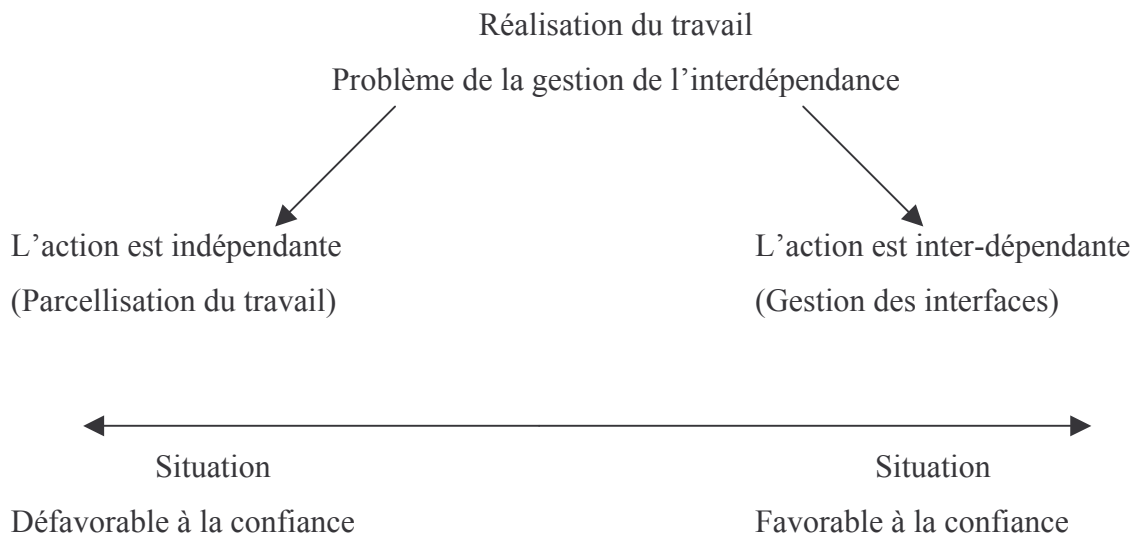 Réalisation du travail
Problème de la gestion de l’interdépendance
L’action est indépendante
(Parcellisation du travail)
L’action est inter-dépendante
(Gestion des interfaces)
Situation
Défavorable à la confiance
Situation
Favorable à la confiance